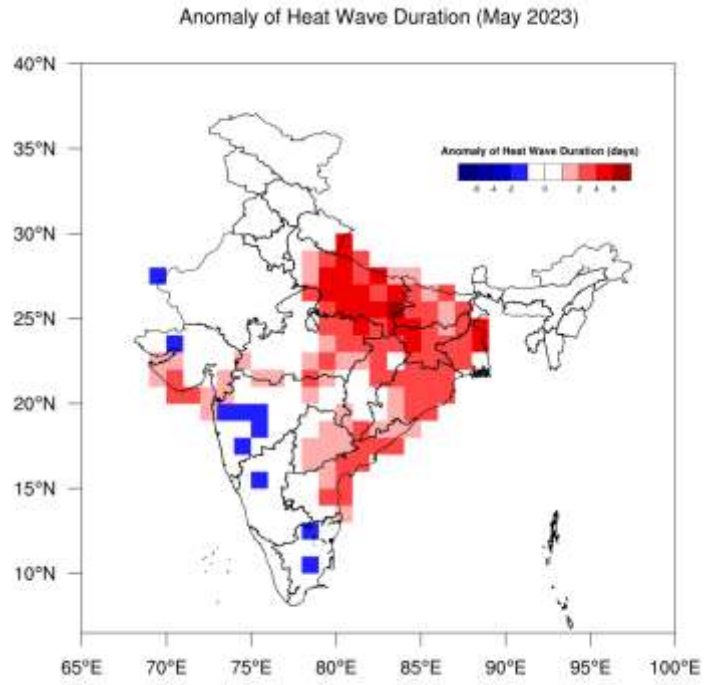 Anomaly of Heat Wave Duration (May 2023)
40°N
35°N
Anomaly of Heat Wave Duration (days)
-6 -4 -2 0 2 4 6
30°N
25°N
20°N
15°N
10°N
65°E 70°E 75°E 80°E 85°E 90°E 95°E 100°E